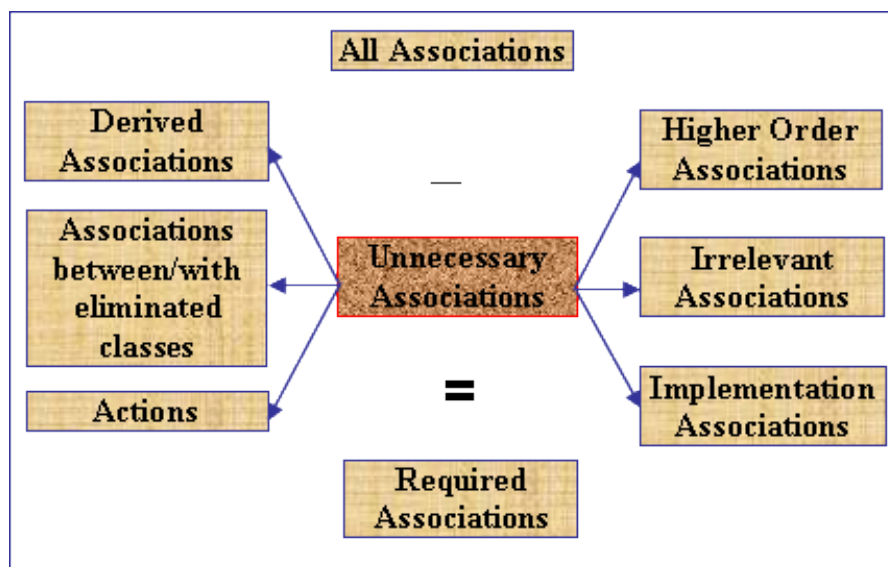 All Associations
Derived
Associations
Higher Order
Associations
—
Associations
between/with
eliminated
classes
Unnecessary
Associations
Irrelevant
Associations
Actions
=
Implementation
Associations
Required
Associations